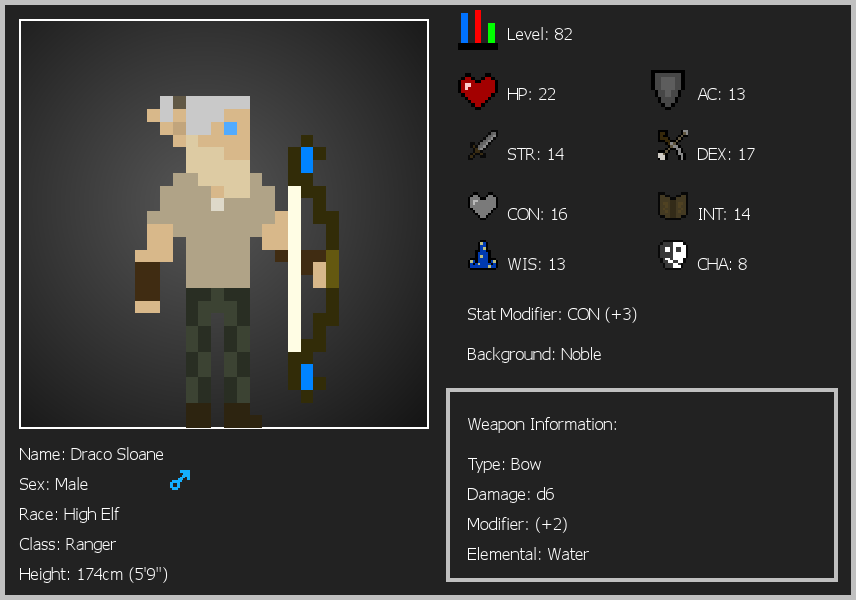 Level: 82
HP: 22
AC: 13
STR: 14
DEX: 17
CON: 16
INT: 14
WIS: 13
CHA: 8
Stat Modifier: CON (+3)
Background: Noble
Weapon Information:
Type: Bow
Damage: d6
Modifier: (+2)
Elemental: Water
Name: Draco Sloane
Sex: Male
Race: High Elf
Class: Ranger
Height: 174cm (5'9")